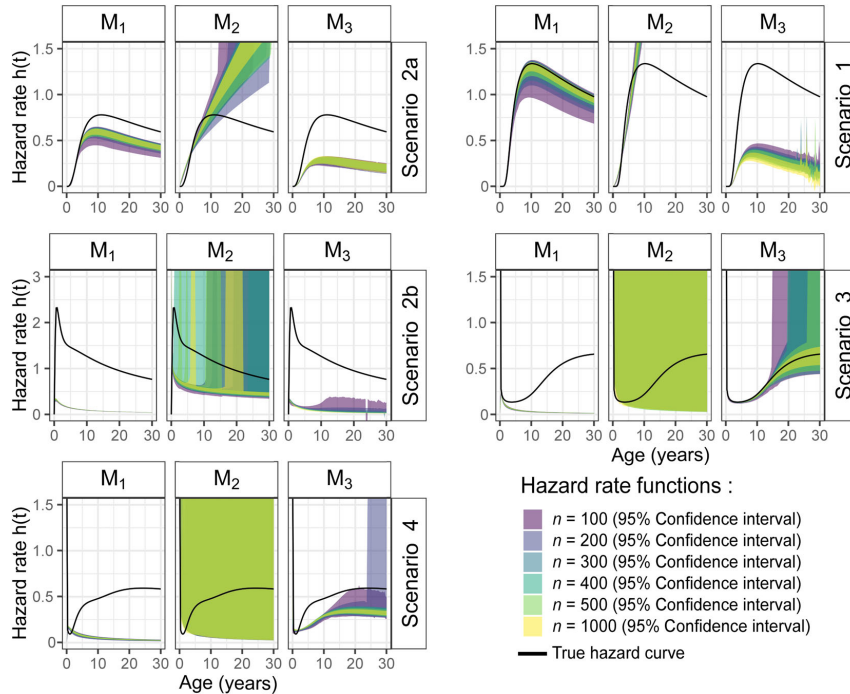 M1 M2 M3
Hazard rate h(t)
1.5
1.0
0.5
0
0 10 20 30 0 10 20 30 0 10 20 30
Scenario 2a
M1 M2 M3
1.5
1.0
0.5
0
0 10 20 30 0 10 20 30 0 10 20 30
Scenario 1
M1 M2 M3
Hazard rate h(t)
3
2
1
0
0 10 20 30 0 10 20 30 0 10 20 30
Scenario 2b
M1 M2 M3
1.5
1.0
0.5
0
0 10 20 30 0 10 20 30 0 10 20 30
Age (years)
Scenario 3
M1 M2 M3
Hazard rate h(t)
1.5
1.0
0.5
0
0 10 20 30 0 10 20 30 0 10 20 30
Age (years)
Scenario 4
Hazard rate functions :
n = 100 (95% Confidence interval)
n = 200 (95% Confidence interval)
n = 300 (95% Confidence interval)
n = 400 (95% Confidence interval)
n = 500 (95% Confidence interval)
n = 1000 (95% Confidence interval)
True hazard curve